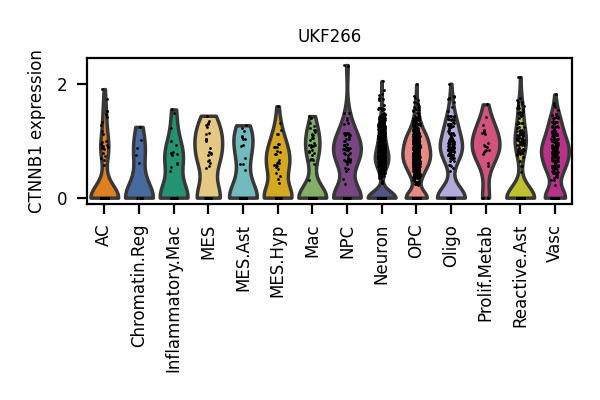 UKF266
CTNNB1 expression
2
0
AC
Chromatin.Reg
Inflammatory.Mac
MES
MES.Ast
MES.Hyp
Mac
NPC
Neuron
OPC
Oligo
Prolif.Metab
Reactive.Ast
Vasc